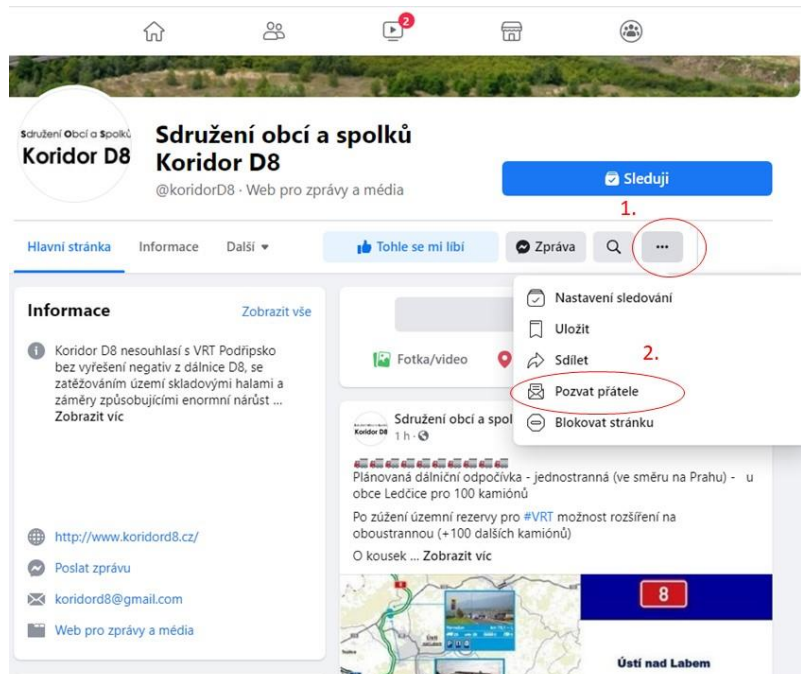 2
Sdružení Obcí a Spolků
Koridor D8
Sdružení obcí a spolků
Koridor D8
@koridorD8 · Web pro zprávy a média
Sleduji
1.
Hlavní stránka
Informace
Další
Tohle se mi líbí
Zpráva
Nastavení sledování
Uložit
Sdílet
2.
Pozvat přátele
Blokovat stránku
Informace
Zobrazit vše
Koridor D8 nesouhlasí s VRT Podřipsko
bez vyřešení negativ z dálnice D8, se
zatěžováním území skladovými halami a
záměry způsobujícími enormní nárůst ...
Zobrazit víc
http://www.koridord8.cz/
Poslat zprávu
koridord8@gmail.com
Web pro zprávy a média
Fotka/video
Koridor D8
Sdružení obcí a spol
1 h ·
Plánovaná dálniční odpočívka - jednostranná (ve směru na Prahu) - u
obce Ledčice pro 100 kamiónů
Po zúžení územní rezervy pro #VRT možnost rozšíření na
oboustrannou (+100 dalších kamiónů)
O kousek ... Zobrazit víc
8
Ústí nad Labem